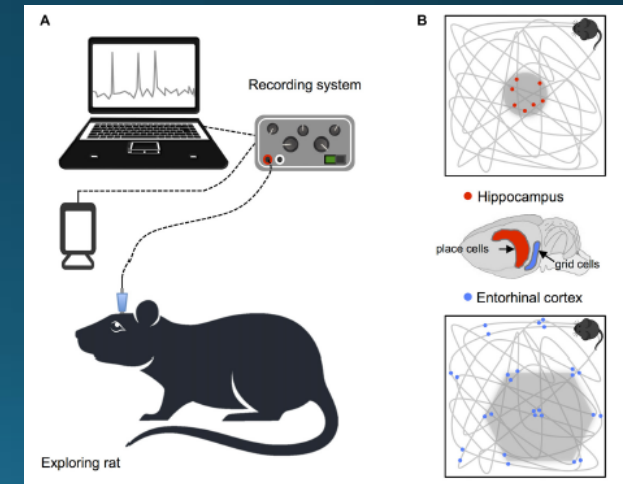 A
Recording system
Exploring rat
B
Hippocampus
place cells
grid cells
Entorhinal cortex